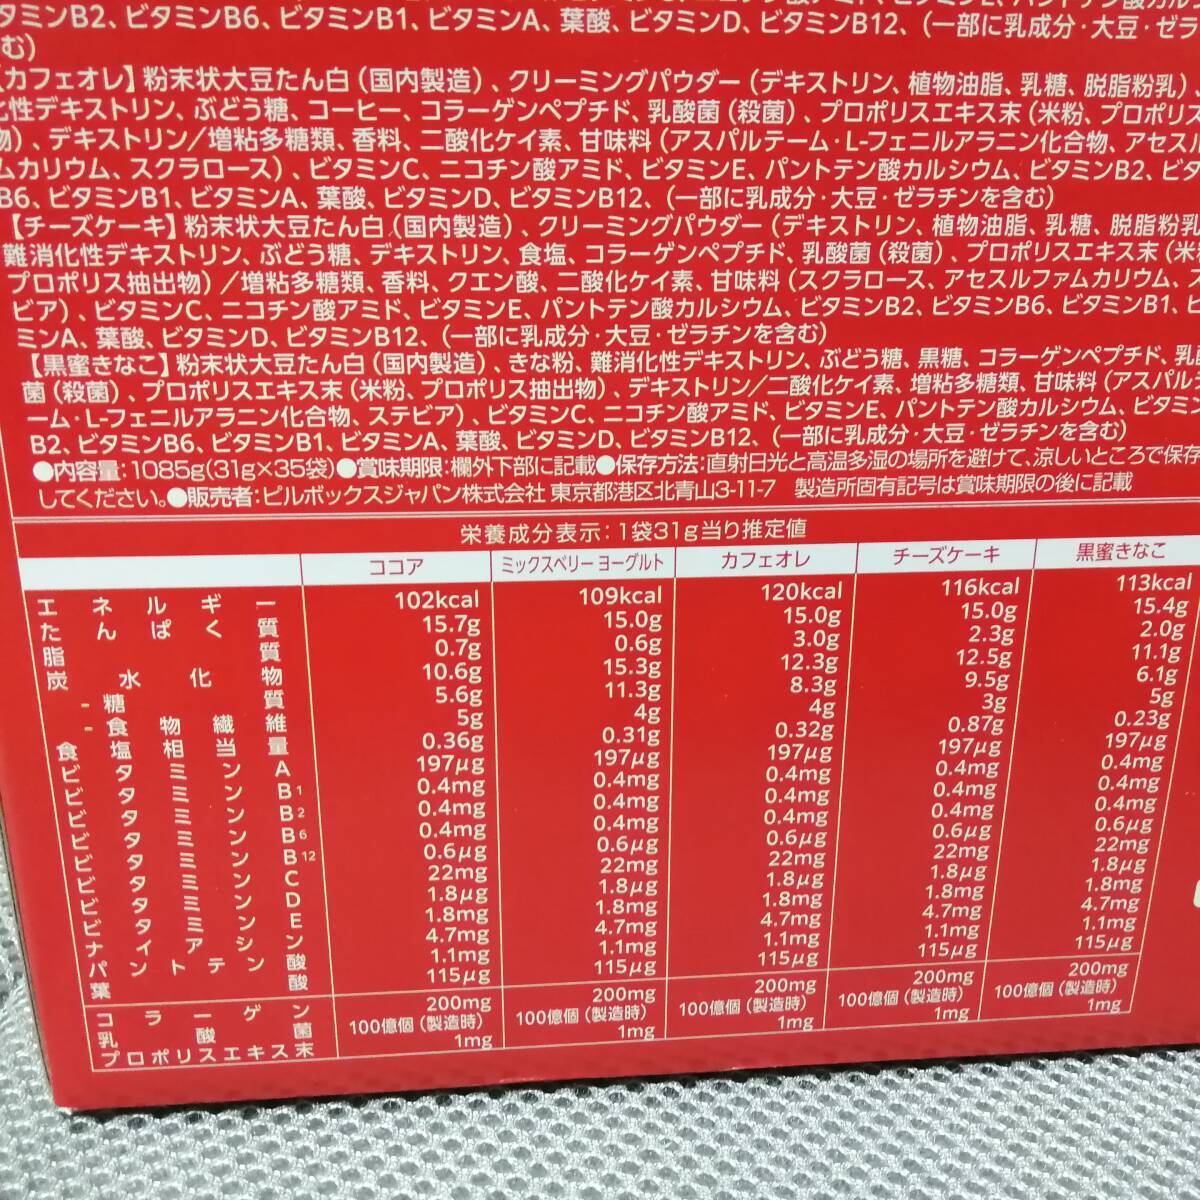 タミンB2、ビタミンB6、ビタミンB1、ビタミンA、葉酸、ビタミンD、ビタミンB12、(一部に乳成分・大豆・ゼラ
む)
【カフェオレ】粉末状大豆たん白(国内製造)、クリーミングパウダー(デキストリン、植物油脂、乳糖、脱脂粉乳)、
化性デキストリン、ぶどう糖、コーヒー、コラーゲンペプチド、乳酸菌(殺菌)、プロポリスエキス末(米粉、プロポリス
物)、デキストリン/増粘多糖類、香料、二酸化ケイ素、甘味料(アスパルテーム・L-フェニルアラニン化合物、アセスル
ムカリウム、スクラロース)、ビタミンC、ニコチン酸アミド、ビタミンE、パントテン酸カルシウム、ビタミンB2、ビタ
B6、ビタミンB1、ビタミンA、葉酸、ビタミンD、ビタミンB12、(一部に乳成分・大豆・ゼラチンを含む)
【チーズケーキ】粉末状大豆たん白(国内製造)、クリーミングパウダー(デキストリン、植物油脂、乳糖、脱脂粉乳
難消化性デキストリン、ぶどう糖、デキストリン、食塩、コラーゲンペプチド、乳酸菌(殺菌)、プロポリスエキス末(米
プロポリス抽出物)/増粘多糖類、香料、クエン酸、二酸化ケイ素、甘味料(スクラロース、アセスルファムカリウム、
ビア)、ビタミンC、ニコチン酸アミド、ビタミンE、パントテン酸カルシウム、ビタミンB2、ビタミンB6、ビタミンB1、ビ
ミンA、葉酸、ビタミンD、ビタミンB12、(一部に乳成分・大豆・ゼラチンを含む)
【黒蜜きなこ】粉末状大豆たん白(国内製造)、きな粉、難消化性デキストリン、ぶどう糖、黒糖、コラーゲンペプチド、乳酸
菌(殺菌)、プロポリスエキス末(米粉、プロポリス抽出物)、デキストリン/二酸化ケイ素、増粘多糖類、甘味料(アスパルテ
ーム・L-フェニルアラニン化合物、ステビア)、ビタミンC、ニコチン酸アミド、ビタミンE、パントテン酸カルシウム、ビタミン
B2、ビタミンB6、ビタミンB1、ビタミンA、葉酸、ビタミンD、ビタミンB12、(一部に乳成分・大豆・ゼラチンを含む)
●内容量:1085g(31g×35袋)●賞味期限:欄外下部に記載●保存方法:直射日光と高温多湿の場所を避けて、涼しいところで保存
してください。●販売者:ピルボックスジャパン株式会社 東京都港区北青山3-11-7 製造所固有記号は賞味期限の後に記載
栄養成分表示:1袋31g当り推定値
ココア ミックスベリー ヨーグルト カフェオレ チーズケーキ 黒蜜きなこ
エネルギー 102kcal 109kcal 120kcal 116kcal 113kcal
たんぱく質 15.7g 15.0g 15.0g 15.0g 15.4g
脂質 0.7g 0.6g 3.0g 2.3g 2.0g
炭水化物 10.6g 15.3g 12.3g 12.5g 11.1g
-糖質 5.6g 11.3g 8.3g 9.5g 6.1g
-食物繊維 5g 4g 4g 3g 5g
食塩相当量 0.36g 0.31g 0.32g 0.87g 0.23g
ビタミンA 197μg 197μg 197μg 197μg 197μg
ビタミンB1 0.4mg 0.4mg 0.4mg 0.4mg 0.4mg
ビタミンB2 0.4mg 0.4mg 0.4mg 0.4mg 0.4mg
ビタミンB6 0.4mg 0.4mg 0.4mg 0.4mg 0.4mg
ビタミンB12 0.6μg 0.6μg 0.6μg 0.6μg 0.6μg
ビタミンC 22mg 22mg 22mg 22mg 22mg
ビタミンD 1.8μg 1.8μg 1.8μg 1.8μg 1.8μg
ビタミンE 1.8mg 1.8mg 1.8mg 1.8mg 1.8mg
ナイアシン 4.7mg 4.7mg 4.7mg 4.7mg 4.7mg
パントテン酸 1.1mg 1.1mg 1.1mg 1.1mg 1.1mg
葉酸 115μg 115μg 115μg 115μg 115μg
コラーゲン 200mg 200mg 200mg 200mg 200mg
乳酸菌 100億個(製造時) 100億個(製造時) 100億個(製造時) 100億個(製造時) 100億個(製造時)
プロポリスエキス末 1mg 1mg 1mg 1mg 1mg